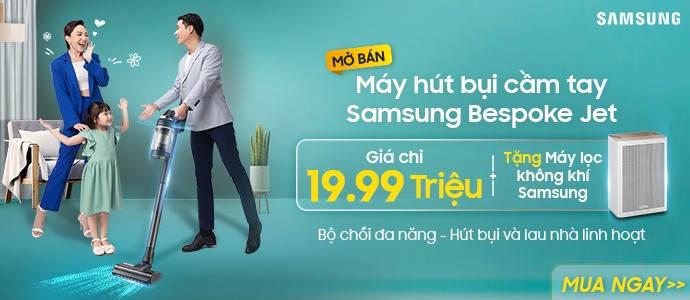 SAMSUNG
MỞ BÁN
Máy hút bụi cầm tay
Samsung Bespoke Jet
Giá chỉ
19.99 Triệu
+
Tặng Máy lọc
không khí
Samsung
Bộ chổi đa năng - Hút bụi và lau nhà linh hoạt
MUA NGAY>>